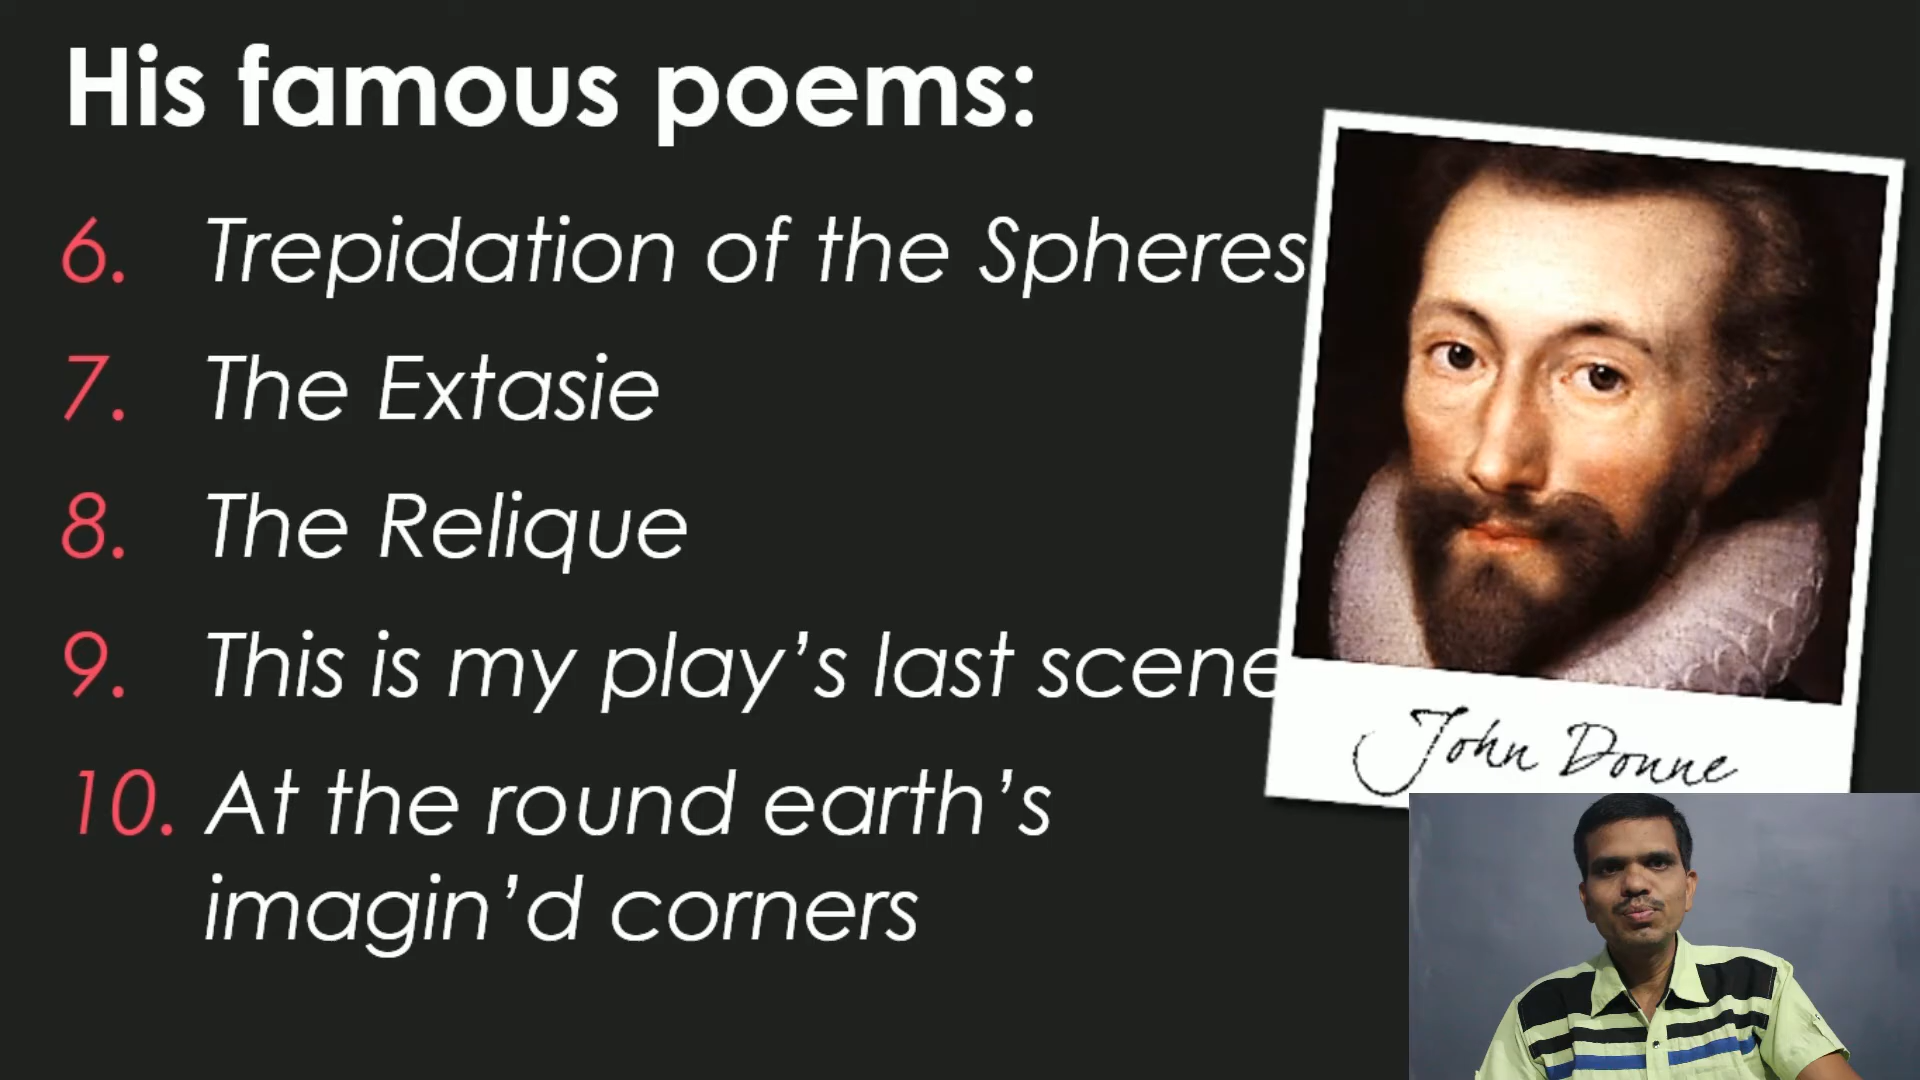 His famous poems:
6. Trepidation of the Spheres
7. The Extasie
8. The Relique
9. This is my play’s last scene
10. At the round earth’s
imagin’d corners
John Donne